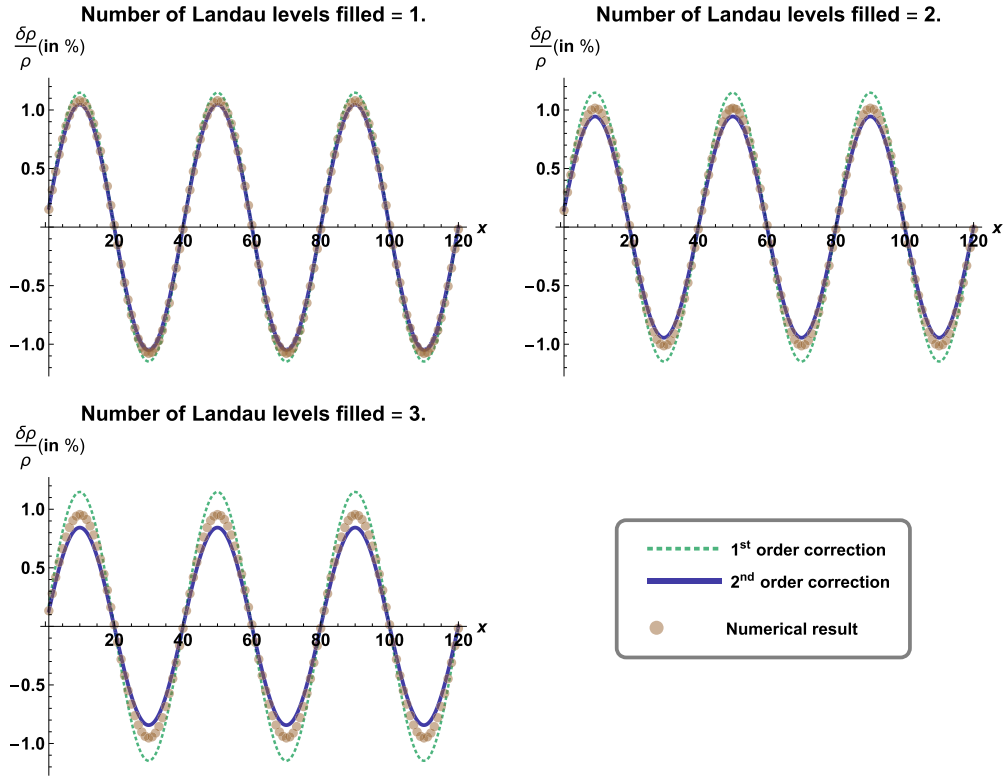 Number of Landau levels filled = 1.
δρ/ρ (in %)
1.0
0.5
20 40 60 80 100 120 x
−0.5
−1.0
Number of Landau levels filled = 2.
δρ/ρ (in %)
1.0
0.5
20 40 60 80 100 120 x
−0.5
−1.0
Number of Landau levels filled = 3.
δρ/ρ (in %)
1.0
0.5
20 40 60 80 100 120 x
−0.5
−1.0
1st order correction
2nd order correction
Numerical result